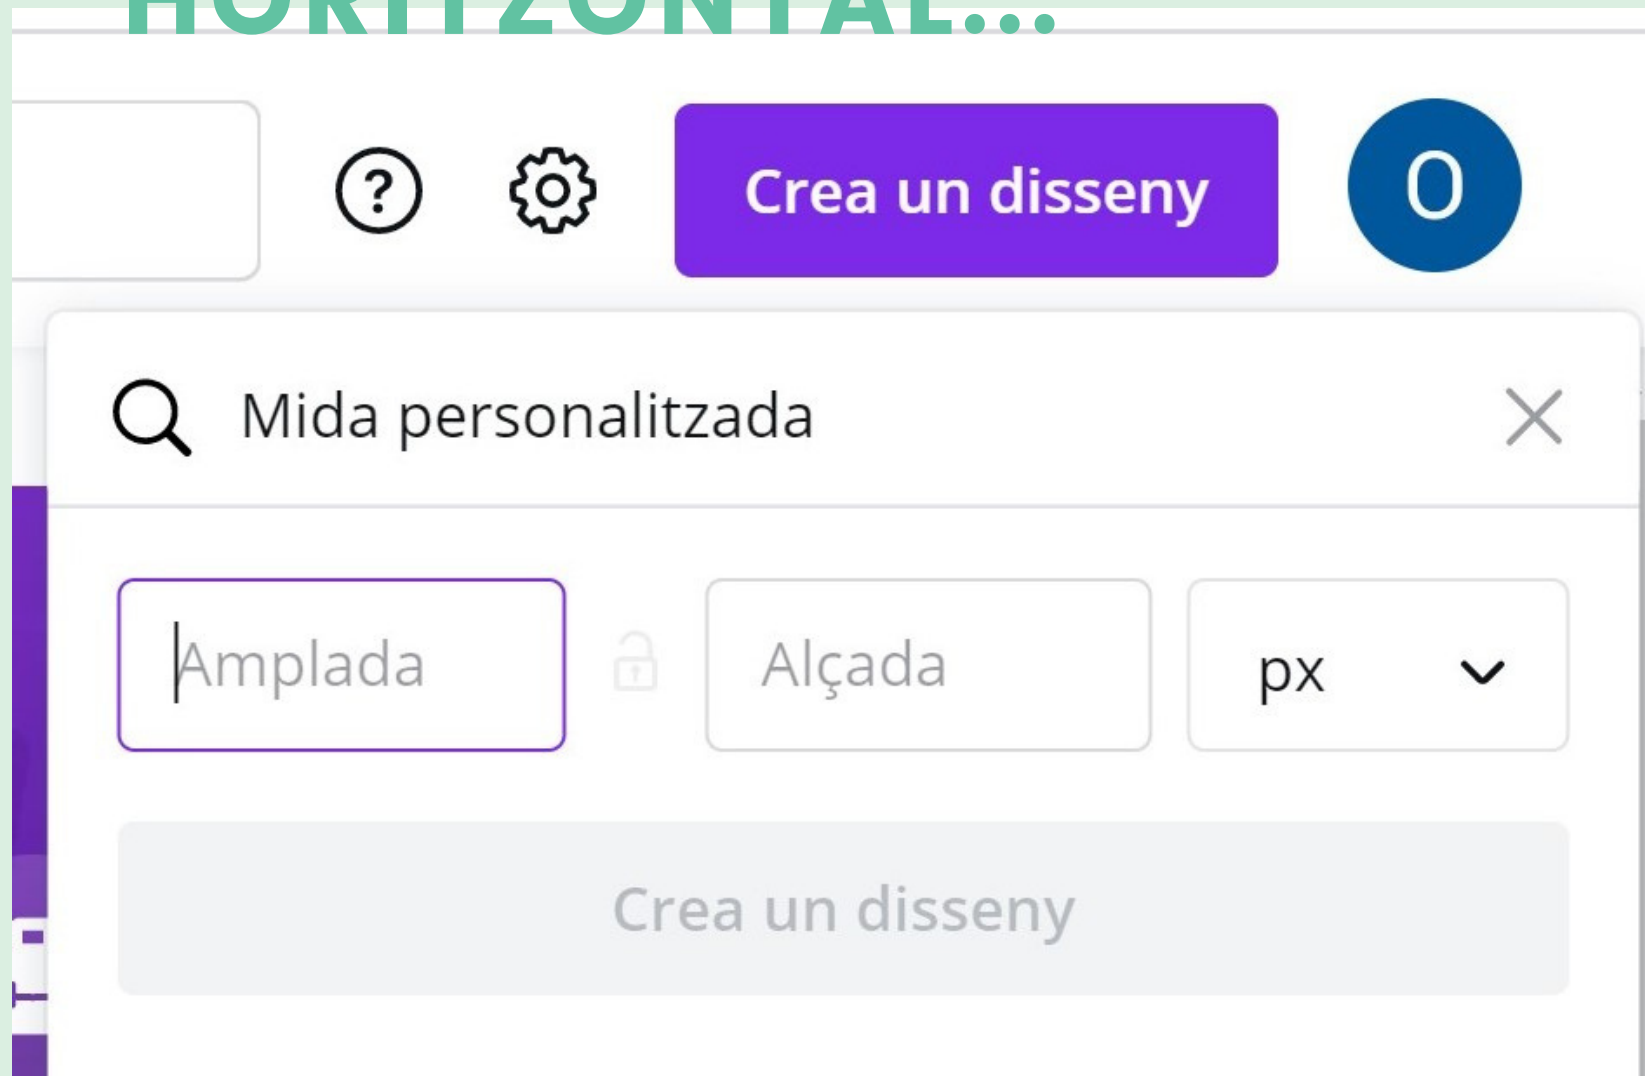 HORITZONTAL...
Crea un disseny
O
Mida personalitzada
Amplada
Alçada
px
Crea un disseny